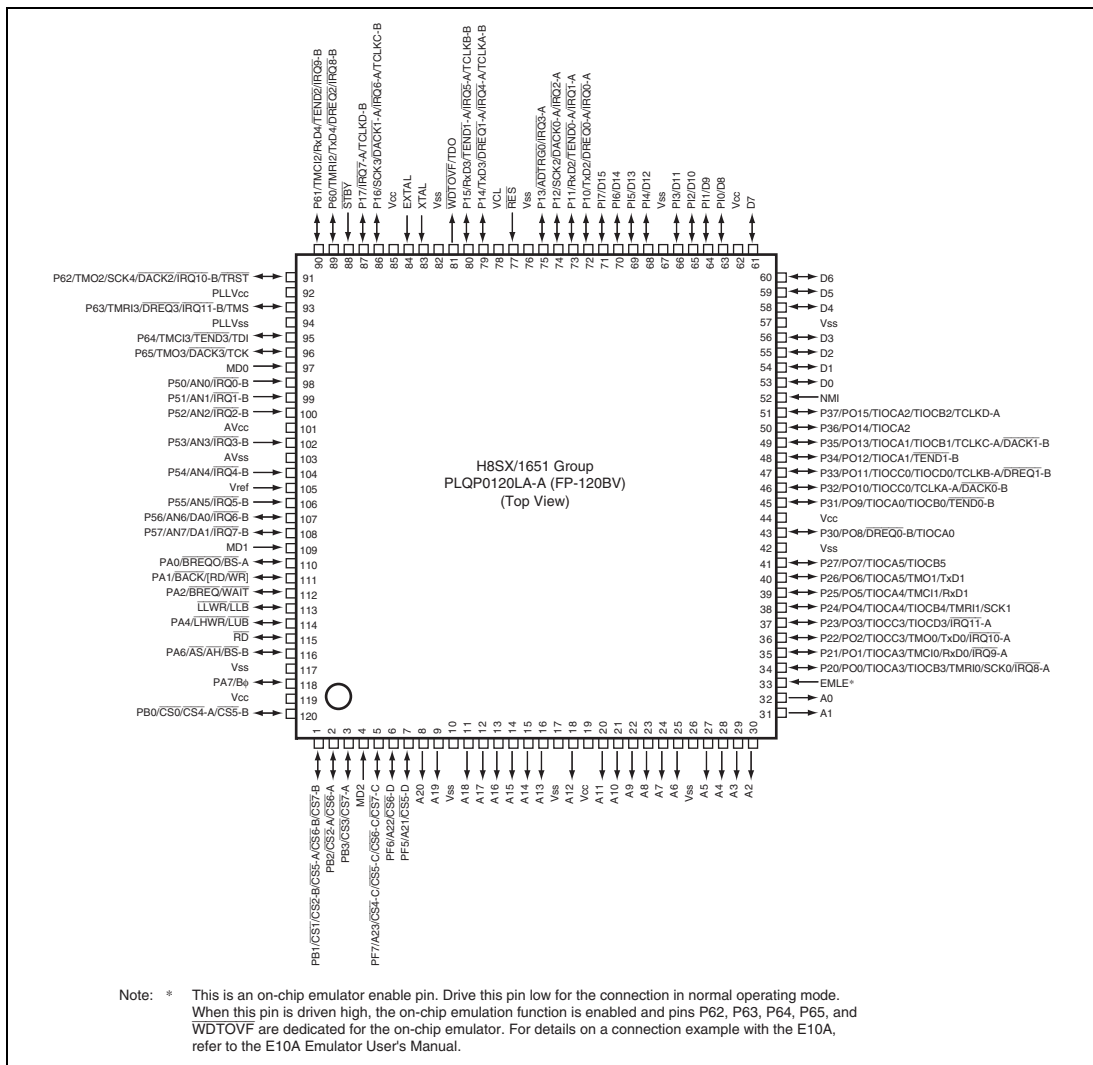 P61/TMCI2/RxD4/TEND2/IRQ9-B
P60/TMRI2/TxD4/DREQ2/IRQ8-B
STBY
P17/IRQ7-A/TCLKD-B
P16/SCK3/DACK1-A/IRQ6-A/TCLKC-B
Vcc
EXTAL
XTAL
Vss
WDTOVF/TDO
P15/RxD3/TEND1-A/IRQ5-A/TCLKB-B
P14/TxD3/DREQ1-A/IRQ4-A/TCLKA-B
VCL
RES
Vss
P13/ADTRG0/IRQ3-A
P12/SCK2/DACK0-A/IRQ2-A
P11/RxD2/TEND0-A/IRQ1-A
P10/TxD2/DREQ0-A/IRQ0-A
PI7/D15
PI6/D14
PI5/D13
PI4/D12
Vss
PI3/D11
PI2/D10
PI1/D9
PI0/D8
Vcc
D7
90 89 88 87 86 85 84 83 82 81 80 79 78 77 76 75 74 73 72 71 70 69 68 67 66 65 64 63 62 61
P62/TMO2/SCK4/DACK2/IRQ10-B/TRST 91
PLLVcc 92
P63/TMRI3/DREQ3/IRQ11-B/TMS 93
PLLVss 94
P64/TMCI3/TEND3/TDI 95
P65/TMO3/DACK3/TCK 96
MD0 97
P50/AN0/IRQ0-B 98
P51/AN1/IRQ1-B 99
P52/AN2/IRQ2-B 100
AVcc 101
P53/AN3/IRQ3-B 102
AVss 103
P54/AN4/IRQ4-B 104
Vref 105
P55/AN5/IRQ5-B 106
P56/AN6/DA0/IRQ6-B 107
P57/AN7/DA1/IRQ7-B 108
MD1 109
PA0/BREQO/BS-A 110
PA1/BACK/[RD/WR] 111
PA2/BREQ/WAIT 112
LLWR/LLB 113
PA4/LHWR/LUB 114
RD 115
PA6/AS/AH/BS-B 116
Vss 117
PA7/Bφ 118
Vcc 119
PB0/CS0/CS4-A/CS5-B 120
H8SX/1651 Group
PLQP0120LA-A (FP-120BV)
(Top View)
60 D6
59 D5
58 D4
57 Vss
56 D3
55 D2
54 D1
53 D0
52 NMI
51 P37/PO15/TIOCA2/TIOCB2/TCLKD-A
50 P36/PO14/TIOCA2
49 P35/PO13/TIOCA1/TIOCB1/TCLKC-A/DACK1-B
48 P34/PO12/TIOCA1/TEND1-B
47 P33/PO11/TIOCC0/TIOCD0/TCLKB-A/DREQ1-B
46 P32/PO10/TIOCC0/TCLKA-A/DACK0-B
45 P31/PO9/TIOCA0/TIOCB0/TEND0-B
44 Vcc
43 P30/PO8/DREQ0-B/TIOCA0
42 Vss
41 P27/PO7/TIOCA5/TIOCB5
40 P26/PO6/TIOCA5/TMO1/TxD1
39 P25/PO5/TIOCA4/TMCI1/RxD1
38 P24/PO4/TIOCA4/TIOCB4/TMRI1/SCK1
37 P23/PO3/TIOCC3/TIOCD3/IRQ11-A
36 P22/PO2/TIOCC3/TMO0/TxD0/IRQ10-A
35 P21/PO1/TIOCA3/TMCI0/RxD0/IRQ9-A
34 P20/PO0/TIOCA3/TIOCB3/TMRI0/SCK0/IRQ8-A
33 EMLE*
32 A0
31 A1
1 2 3 4 5 6 7 8 9 10 11 12 13 14 15 16 17 18 19 20 21 22 23 24 25 26 27 28 29 30
PB1/CS1/CS2-B/CS5-A/CS6-B/CS7-B
PB2/CS2-A/CS6-A
PB3/CS3/CS7-A
MD2
PF7/A23/CS4-C/CS5-C/CS6-C/CS7-C
PF6/A22/CS6-D
PF5/A21/CS5-D
A20
A19
Vss
A18
A17
A16
A15
A14
A13
Vss
A12
Vcc
A11
A10
A9
A8
A7
A6
Vss
A5
A4
A3
A2
Note: * This is an on-chip emulator enable pin. Drive this pin low for the connection in normal operating mode.
When this pin is driven high, the on-chip emulation function is enabled and pins P62, P63, P64, P65, and
WDTOVF are dedicated for the on-chip emulator. For details on a connection example with the E10A,
refer to the E10A Emulator User's Manual.